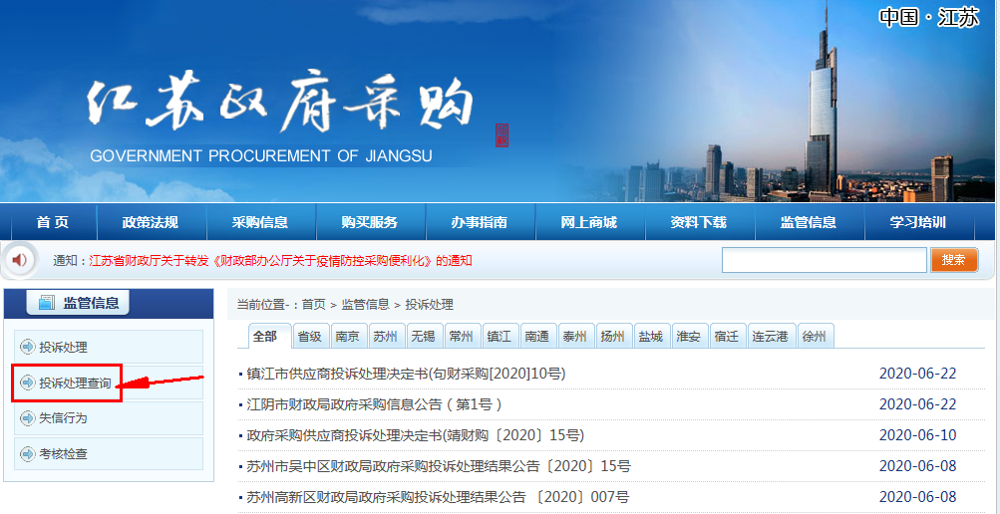 中国·江苏
江苏政府采购
GOVERNMENT PROCUREMENT OF JIANGSU
首 页 政策法规 采购信息 购买服务 办事指南 网上商城 资料下载 监管信息 学习培训
通知：江苏省财政厅关于转发《财政部办公厅关于疫情防控采购便利化》的通知 搜索
监管信息
投诉处理
投诉处理查询
失信行为
考核检查
当前位置-：首页 > 监管信息 > 投诉处理
全部 省级 南京 苏州 无锡 常州 镇江 南通 泰州 扬州 盐城 淮安 宿迁 连云港 徐州
镇江市供应商投诉处理决定书(句财采购[2020]10号) 2020-06-22
江阴市财政局政府采购信息公告（第1号） 2020-06-22
政府采购供应商投诉处理决定书(靖财购〔2020〕15号) 2020-06-10
苏州市吴中区财政局政府采购投诉处理结果公告〔2020〕15号 2020-06-08
苏州高新区财政局政府采购投诉处理结果公告 〔2020〕007号 2020-06-08